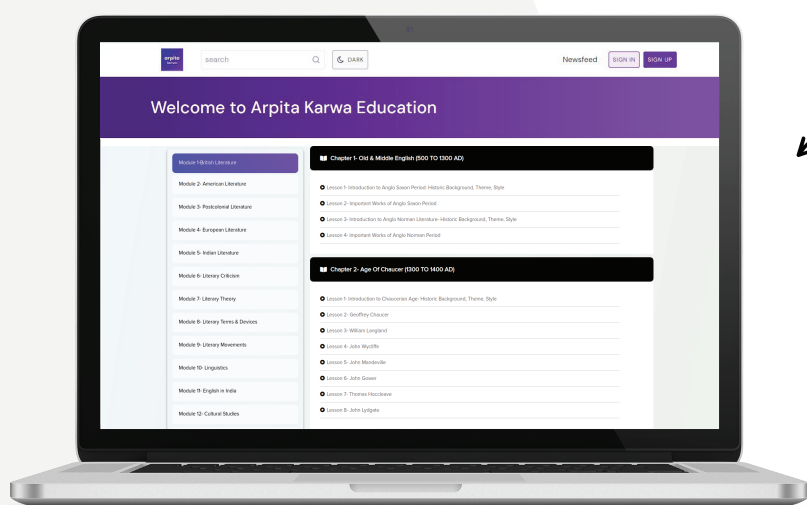 arpita
search
DARK
Newsfeed
SIGN IN
SIGN UP
Welcome to Arpita Karwa Education
Module 1-British Literature
Module 2- American Literature
Module 3- Postcolonial Literature
Module 4- European Literature
Module 5- Indian Literature
Module 6- Literary Criticism
Module 7- Literary Theory
Module 8- Literary Terms & Devices
Module 9- Literary Movements
Module 10- Linguistics
Module 11- English in India
Module 12- Cultural Studies
Chapter 1- Old & Middle English (500 TO 1300 AD)
Lesson 1- Introduction to Anglo Saxon Period: Historic Background, Theme, Style
Lesson 2- Important Works of Anglo Saxon Period
Lesson 3- Introduction to Anglo Norman Literature- Historic Background, Theme, Style
Lesson 4- Important Works of Anglo Norman Period
Chapter 2- Age Of Chaucer (1300 TO 1400 AD)
Lesson 1- Introduction to Chaucerian Age: Historic Background, Theme, Style
Lesson 2- Geoffrey Chaucer
Lesson 3- William Langland
Lesson 4- John Wycliffe
Lesson 5- John Mandeville
Lesson 6- John Gower
Lesson 7- Thomas Hoccleave
Lesson 8- John Lydgate